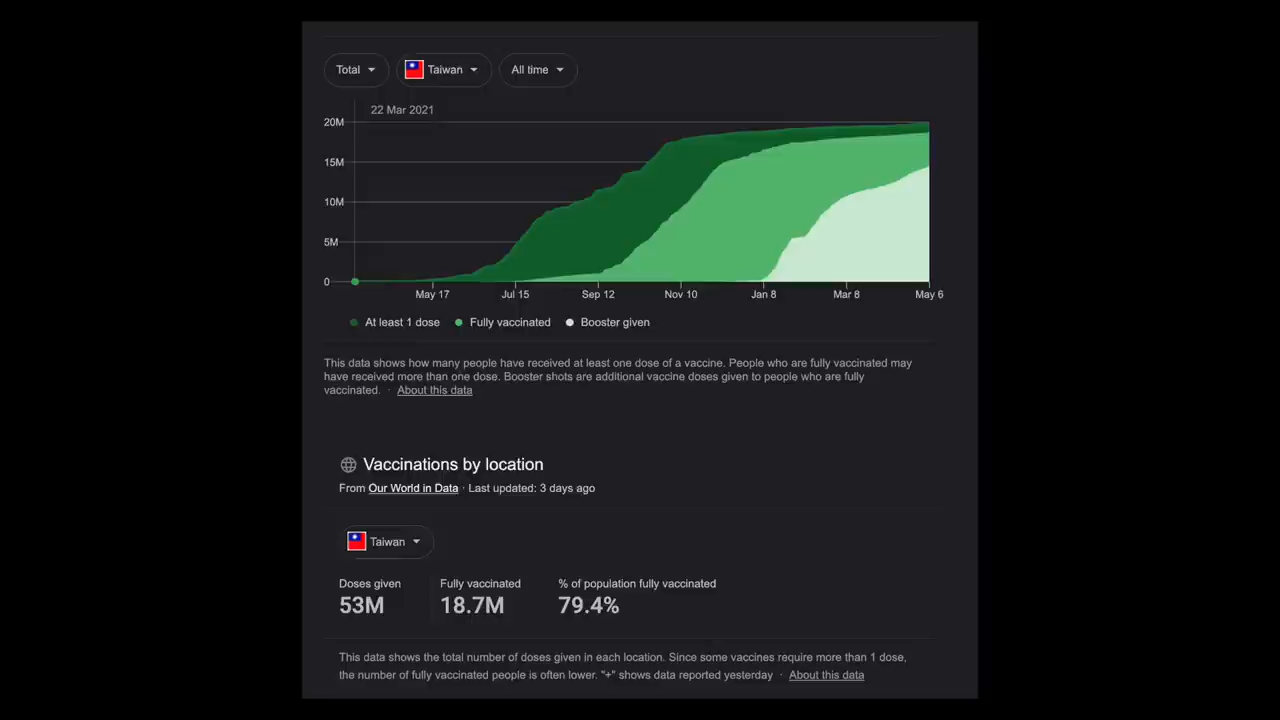 Total Taiwan All time
22 Mar 2021
20M
15M
10M
5M
0
May 17 Jul 15 Sep 12 Nov 10 Jan 8 Mar 8 May 6
At least 1 dose Fully vaccinated Booster given
This data shows how many people have received at least one dose of a vaccine. People who are fully vaccinated may
have received more than one dose. Booster shots are additional vaccine doses given to people who are fully
vaccinated. · About this data
Vaccinations by location
From Our World in Data · Last updated: 3 days ago
Taiwan
Doses given Fully vaccinated % of population fully vaccinated
53M 18.7M 79.4%
This data shows the total number of doses given in each location. Since some vaccines require more than 1 dose,
the number of fully vaccinated people is often lower. "+" shows data reported yesterday · About this data